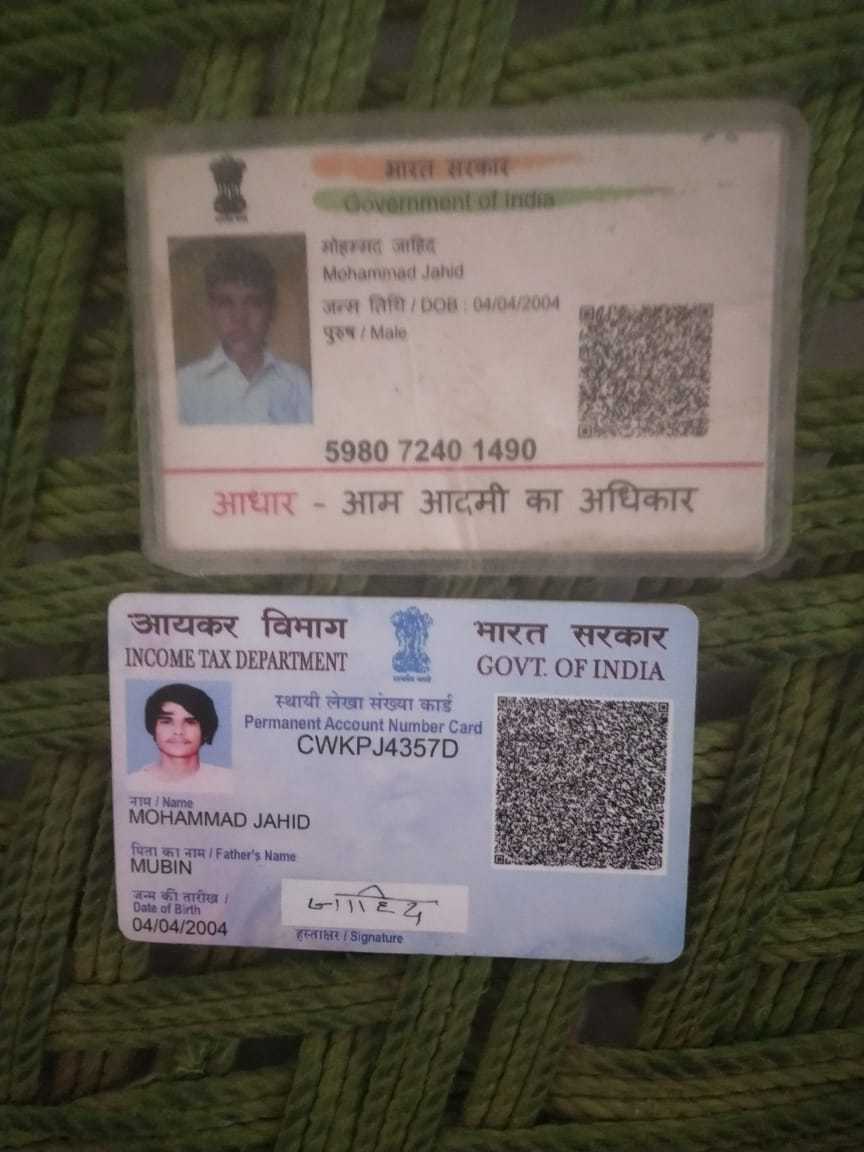 भारत सरकार
Government of India
मोहम्मद जाहिद
Mohammad Jahid
जन्म तिथि / DOB : 04/04/2004
पुरुष / Male
5980 7240 1490
आधार - आम आदमी का अधिकार
आयकर विभाग
INCOME TAX DEPARTMENT
भारत सरकार
GOVT. OF INDIA
स्थायी लेखा संख्या कार्ड
Permanent Account Number Card
CWKPJ4357D
नाम / Name
MOHAMMAD JAHID
पिता का नाम / Father's Name
MUBIN
जन्म की तारीख /
Date of Birth
04/04/2004
जाहिद
हस्ताक्षर / Signature